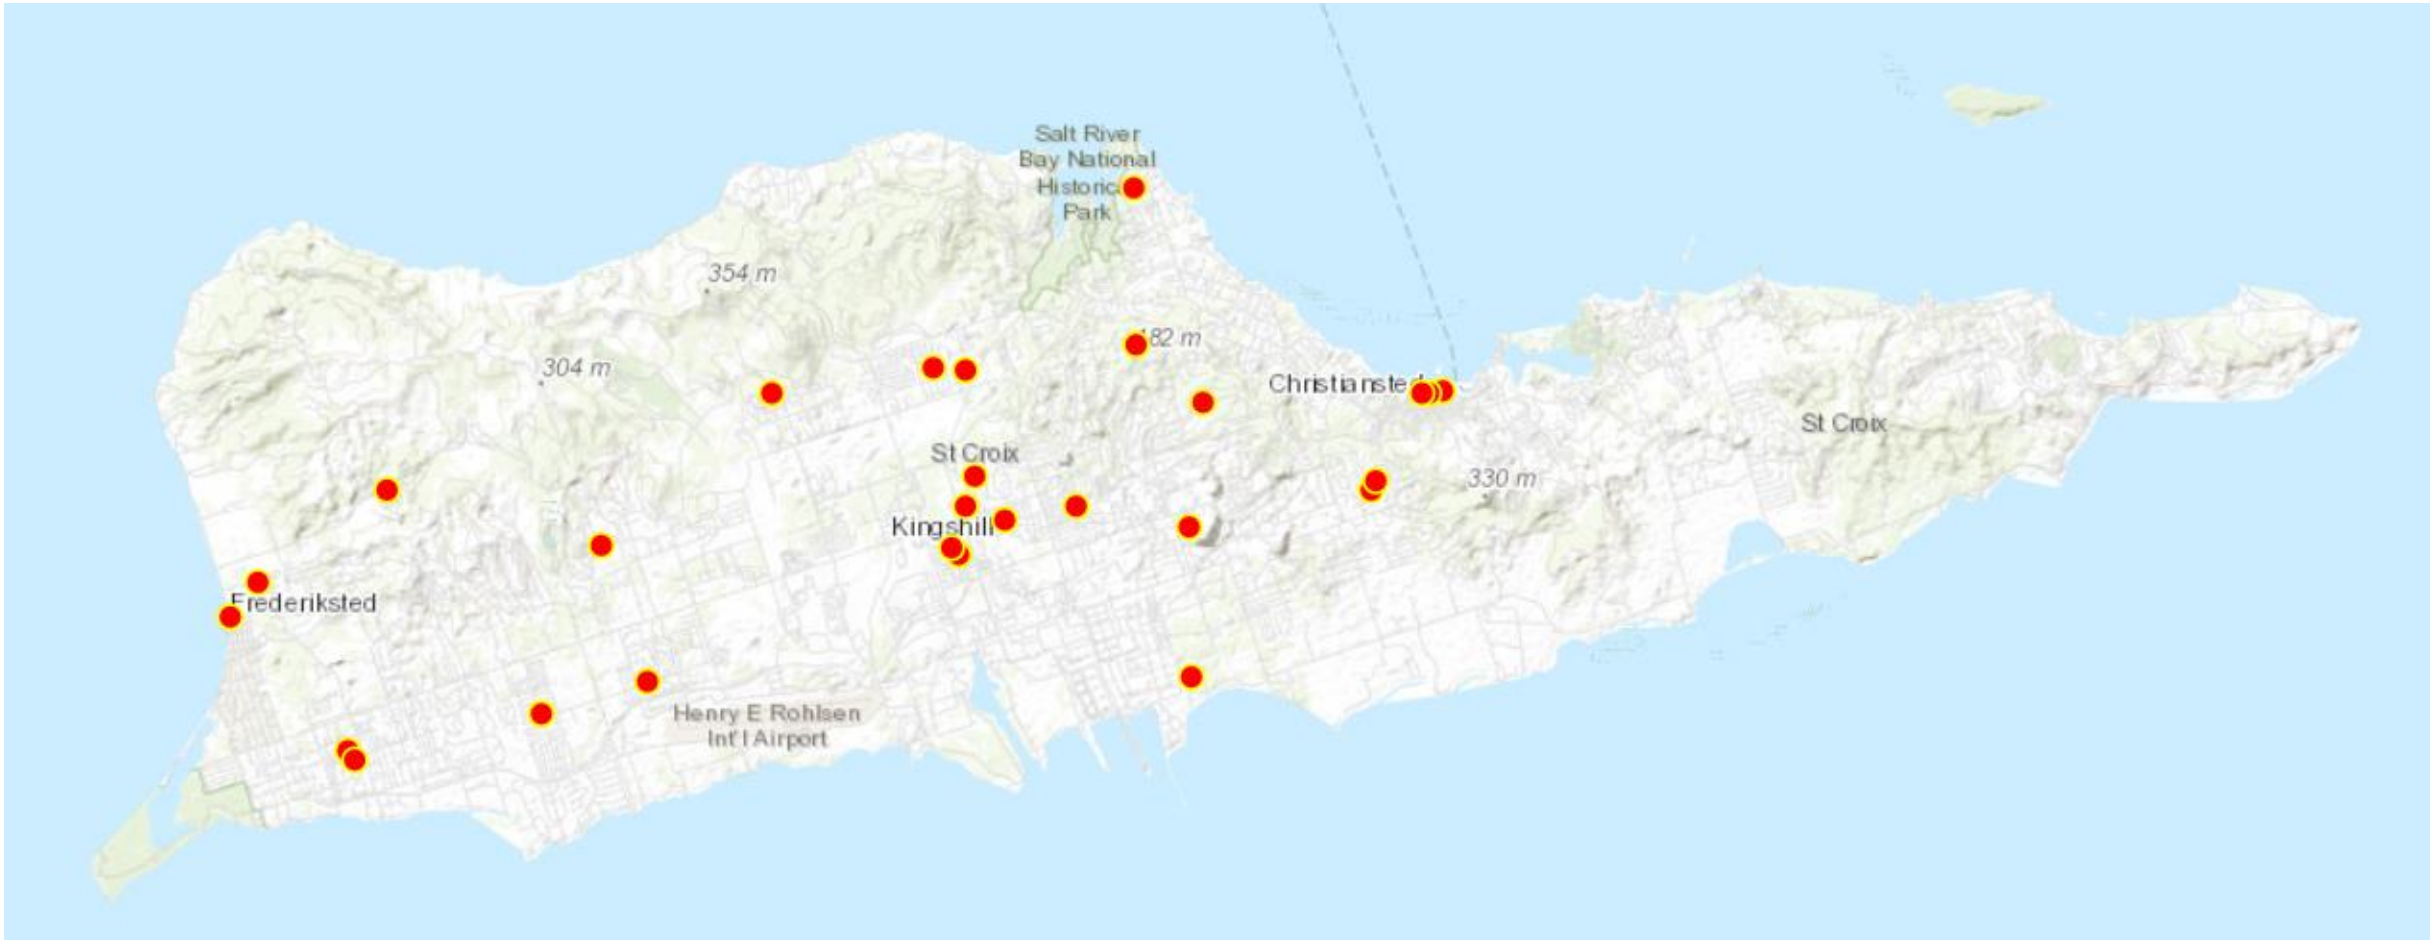 Salt River
Bay National
Historic
Park
354 m
304 m
182 m
Christiansted
St Croix
St Croix
330 m
Kingshill
Frederiksted
Henry E Rohlsen
Int'l Airport